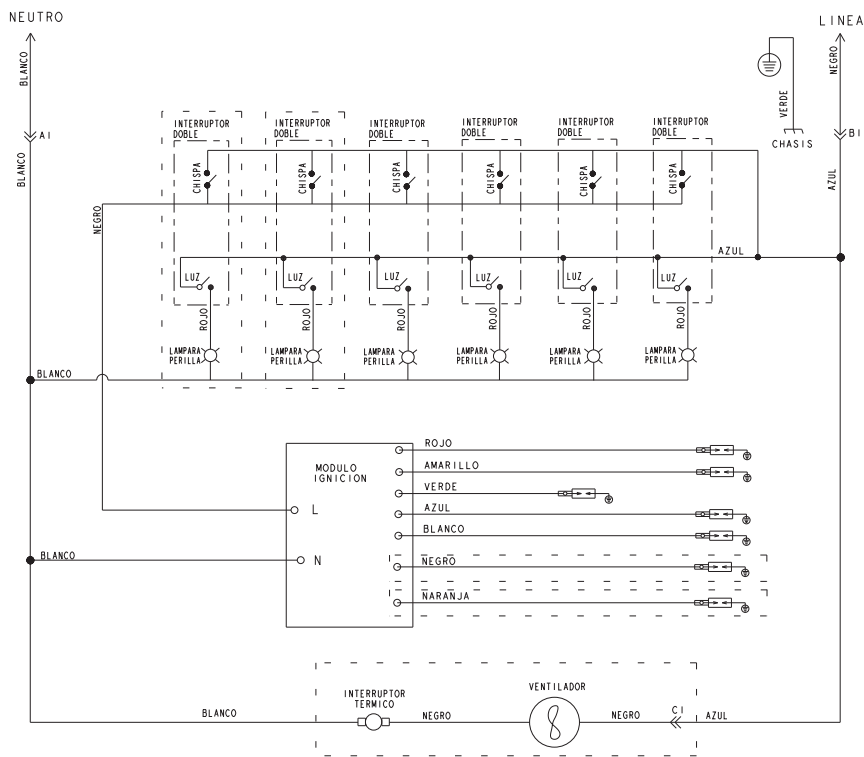 NEUTRO
LINEA
BLANCO
NEGRO
VERDE
CHASIS
A1
B1
BLANCO
AZUL
INTERRUPTOR
DOBLE
INTERRUPTOR
DOBLE
INTERRUPTOR
DOBLE
INTERRUPTOR
DOBLE
INTERRUPTOR
DOBLE
INTERRUPTOR
DOBLE
CHISPA
CHISPA
CHISPA
CHISPA
CHISPA
CHISPA
NEGRO
AZUL
LUZ
LUZ
LUZ
LUZ
LUZ
LUZ
ROJO
ROJO
ROJO
ROJO
ROJO
ROJO
LAMPARA
PERILLA
LAMPARA
PERILLA
LAMPARA
PERILLA
LAMPARA
PERILLA
LAMPARA
PERILLA
LAMPARA
PERILLA
BLANCO
MODULO
IGNICION
L
N
ROJO
AMARILLO
VERDE
AZUL
BLANCO
NEGRO
NARANJA
BLANCO
INTERRUPTOR
TERMICO
VENTILADOR
BLANCO
NEGRO
NEGRO
C1
AZUL